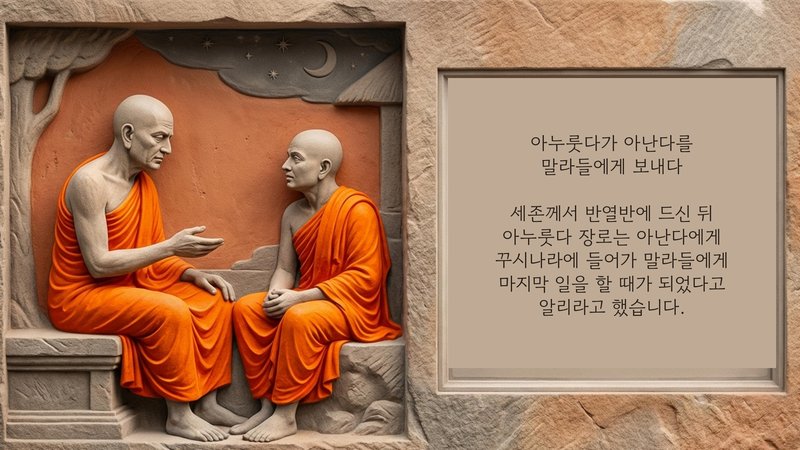 아누룻다가 아난다를
말라들에게 보내다
세존께서 반열반에 드신 뒤
아누룻다 장로는 아난다에게
꾸시나라에 들어가 말라들에게
마지막 일을 할 때가 되었다고
알리라고 했습니다.